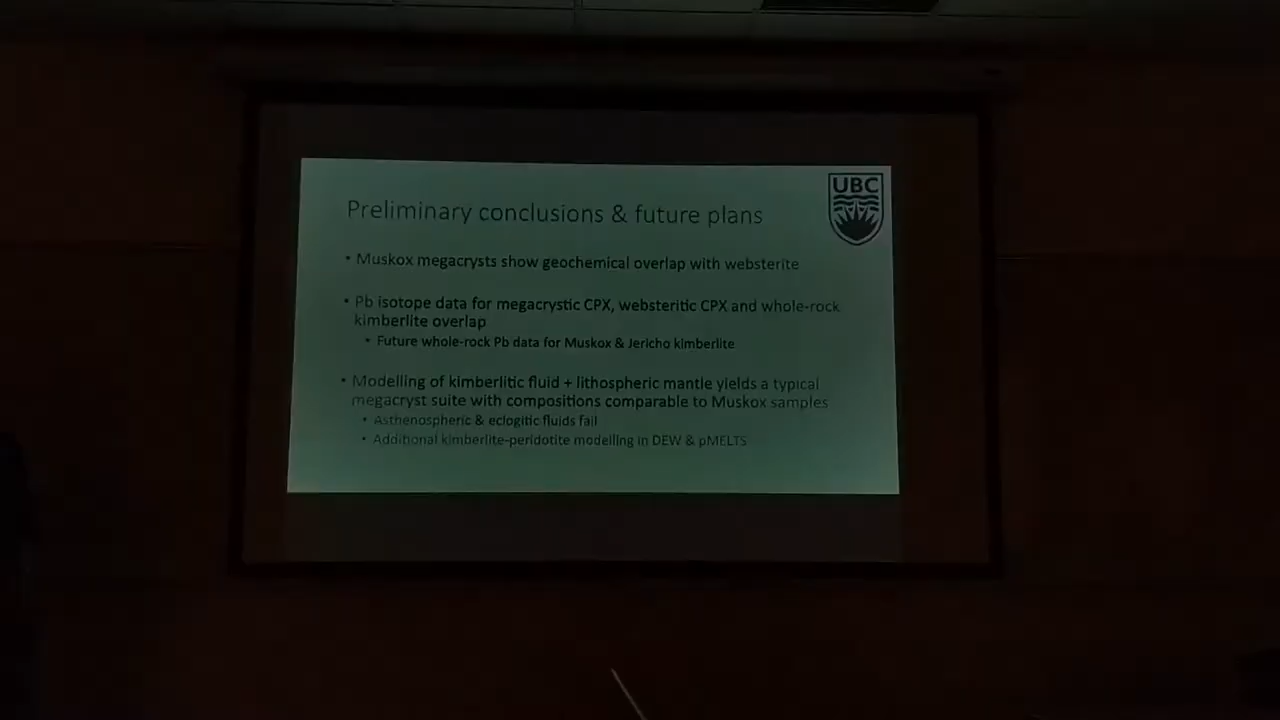 UBC
Preliminary conclusions & future plans
• Muskox megacrysts show geochemical overlap with websterite
• Pb isotope data for megacrystic CPX, websteritic CPX and whole-rock
kimberlite overlap
• Future whole-rock Pb data for Muskox & Jericho kimberlite
• Modelling of kimberlitic fluid + lithospheric mantle yields a typical
megacryst suite with compositions comparable to Muskox samples
• Asthenospheric & eclogitic fluids fail
• Additional kimberlite-peridotite modelling in DEW & pMELTS